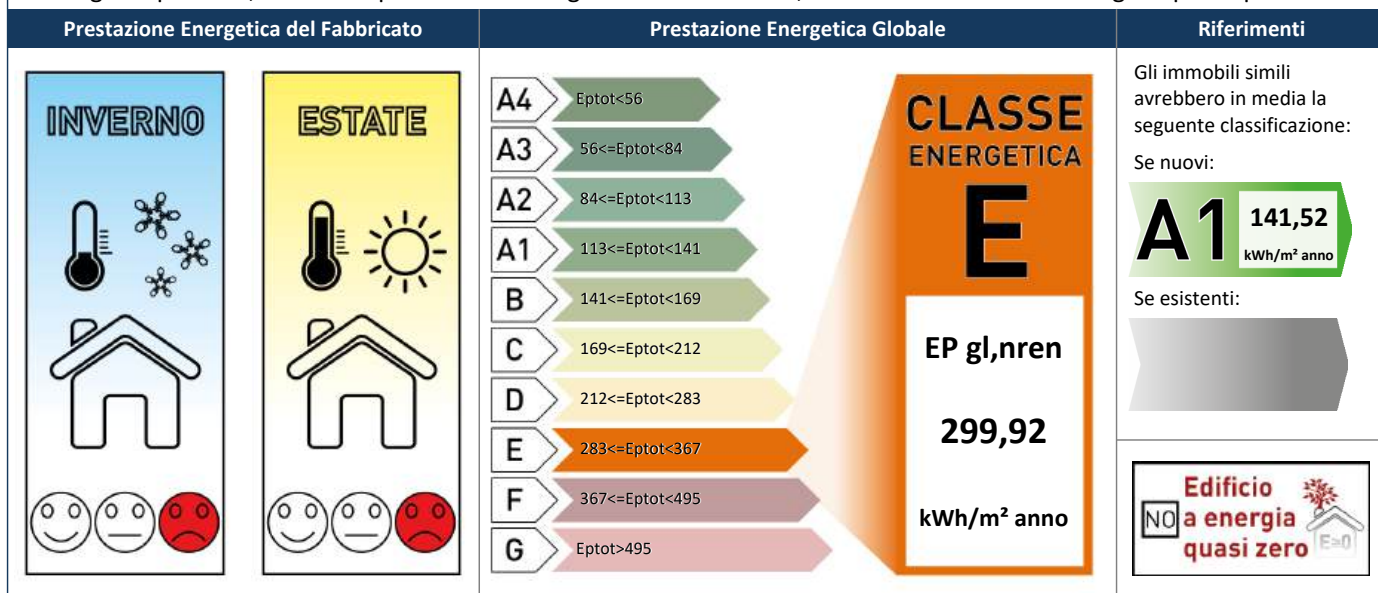 Prestazione Energetica del Fabbricato
Prestazione Energetica Globale
Riferimenti
INVERNO
ESTATE
A4 Eptot<56
A3 56<=Eptot<84
A2 84<=Eptot<113
A1 113<=Eptot<141
B 141<=Eptot<169
C 169<=Eptot<212
D 212<=Eptot<283
E 283<=Eptot<367
F 367<=Eptot<495
G Eptot>495
CLASSE
ENERGETICA
E
EP gl,nren
299,92
kWh/m² anno
Gli immobili simili
avrebbero in media la
seguente classificazione:
Se nuovi:
A1
141,52
kWh/m² anno
Se esistenti:
Edificio
NO a energia
quasi zero
E≥0